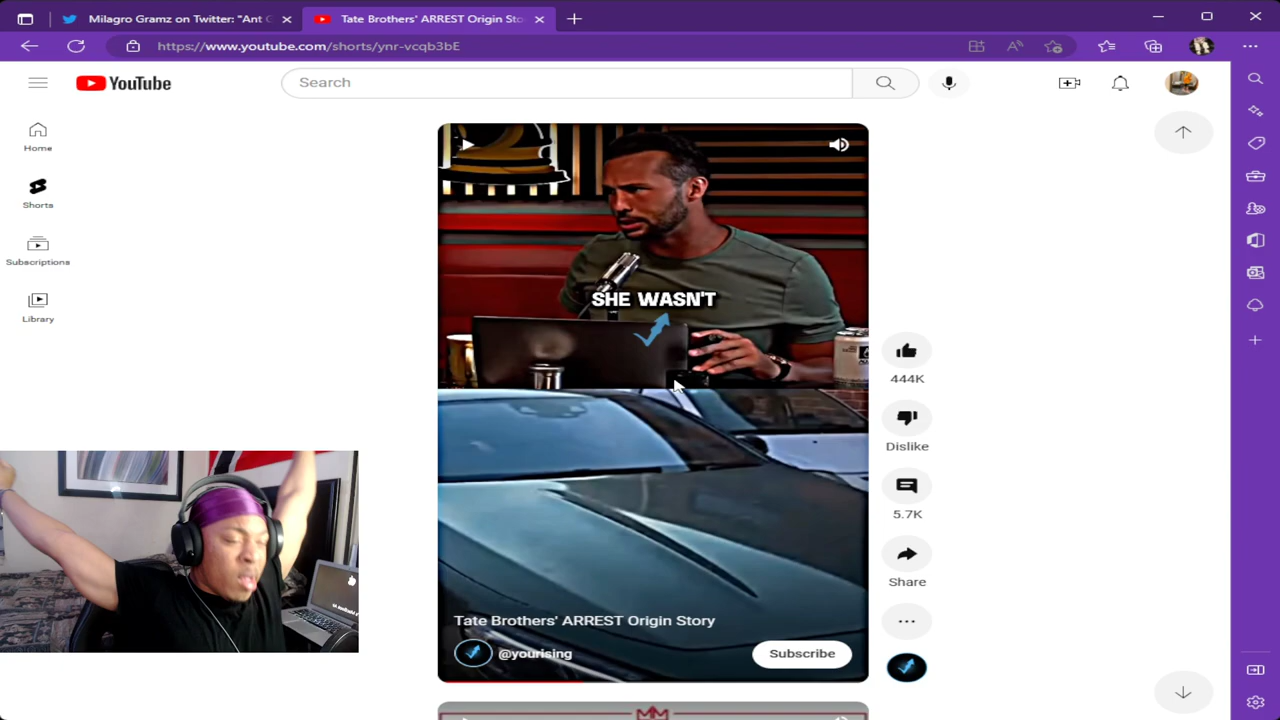 Milagro Gramz on Twitter: "Ant C
Tate Brothers' ARREST Origin Sto
https://www.youtube.com/shorts/ynr-vcqb3bE
YouTube
Search
Home
Shorts
Subscriptions
Library
SHE WASN'T
444K
Dislike
5.7K
Share
Tate Brothers' ARREST Origin Story
@yourising
Subscribe